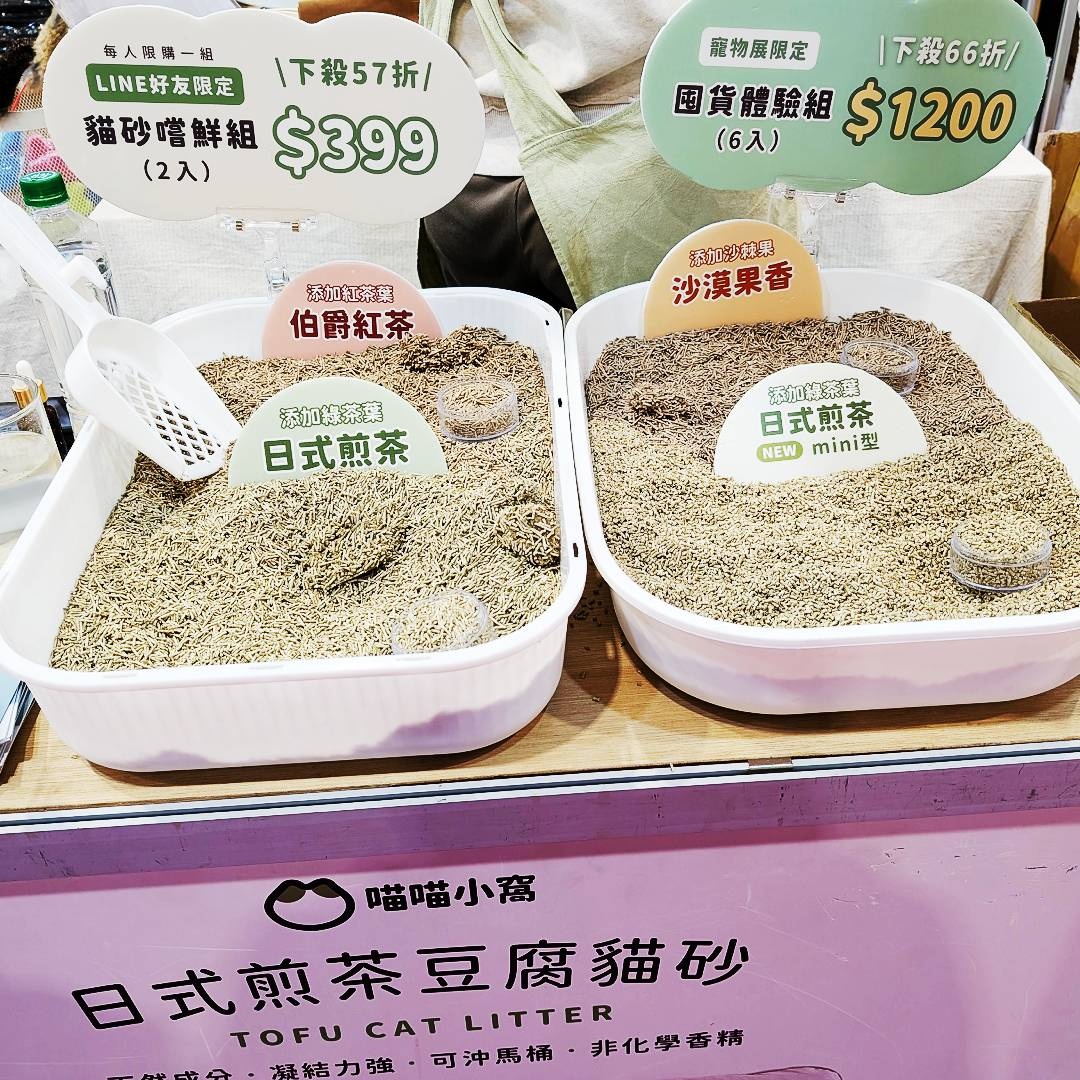 每人限購一組
LINE好友限定
\下殺57折/
貓砂嚐鮮組
(2入)
$399
寵物展限定
\下殺66折/
囤貨體驗組
(6入)
$1200
添加紅茶葉
伯爵紅茶
添加綠茶葉
日式煎茶
添加沙棘果
沙漠果香
添加綠茶葉
日式煎茶
NEW mini型
喵喵小窩
日式煎茶豆腐貓砂
TOFU CAT LITTER
天然成分·凝結力強·可沖馬桶·非化學香精